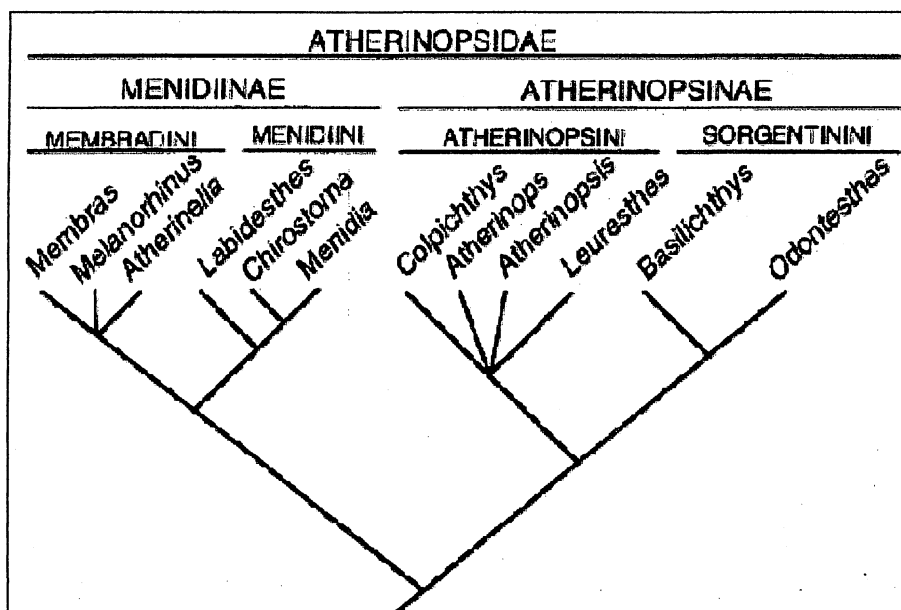 ATHERINOPSIDAE
MENIDIINAE ATHERINOPSINAE
MEMBRADINI MENIDIINI ATHERINOPSINI SORGENTININI
Membras Melanorhinus Atherinella Labidesthes Chirostoma Menidia Colpichthys Atherinops Atherinopsis Leuresthes Basilichthys Odontesthes